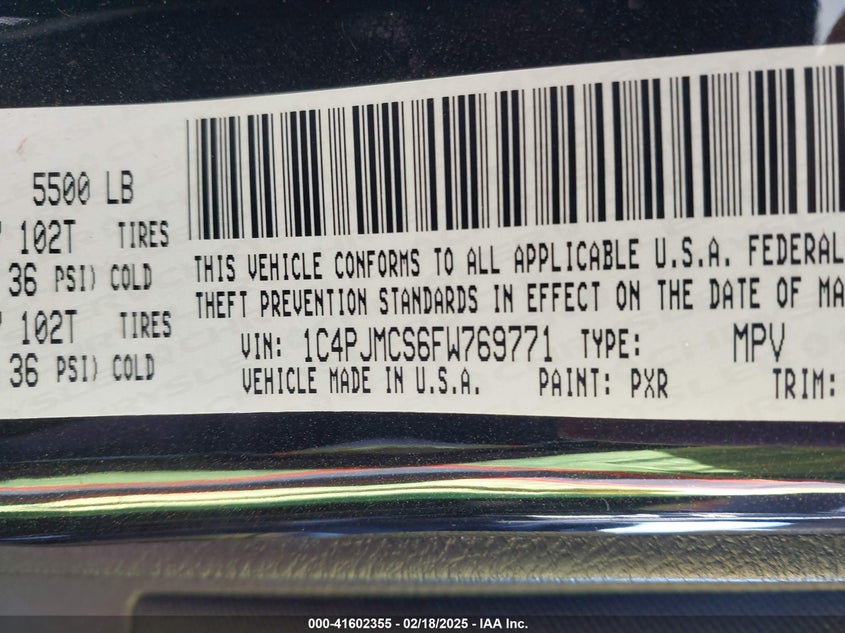 5500 LB
102T TIRES
36 PSI) COLD
102T TIRES
36 PSI) COLD
THIS VEHICLE CONFORMS TO ALL APPLICABLE U.S.A. FEDERAL
THEFT PREVENTION STANDARDS IN EFFECT ON THE DATE OF MA
VIN: 1C4PJMCS6FW769771 TYPE: MPV
VEHICLE MADE IN U.S.A. PAINT: PXR TRIM:
000-41602355 - 02/18/2025 - IAA Inc.